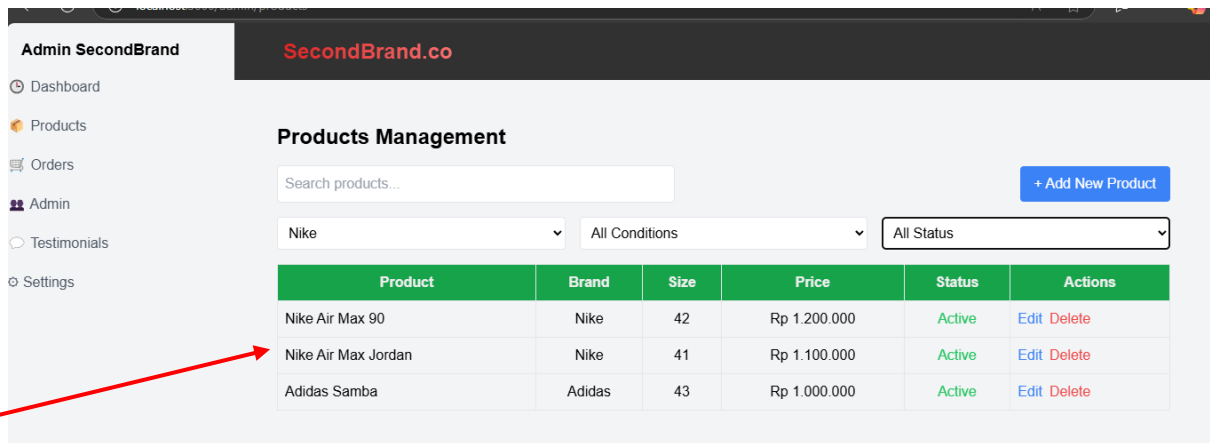 Admin SecondBrand
SecondBrand.co
Dashboard
Products
Orders
Admin
Testimonials
Settings
Products Management
Search products...
+ Add New Product
Nike All Conditions All Status
Product Brand Size Price Status Actions
Nike Air Max 90 Nike 42 Rp 1.200.000 Active Edit Delete
Nike Air Max Jordan Nike 41 Rp 1.100.000 Active Edit Delete
Adidas Samba Adidas 43 Rp 1.000.000 Active Edit Delete